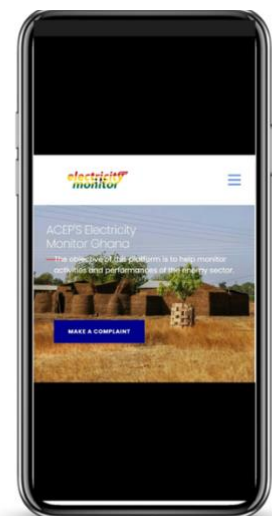 electricity
monitor
ACEP'S Electricity
Monitor Ghana
The objective of this platform is to help monitor
activities and performances of the energy sector.
MAKE A COMPLAINT